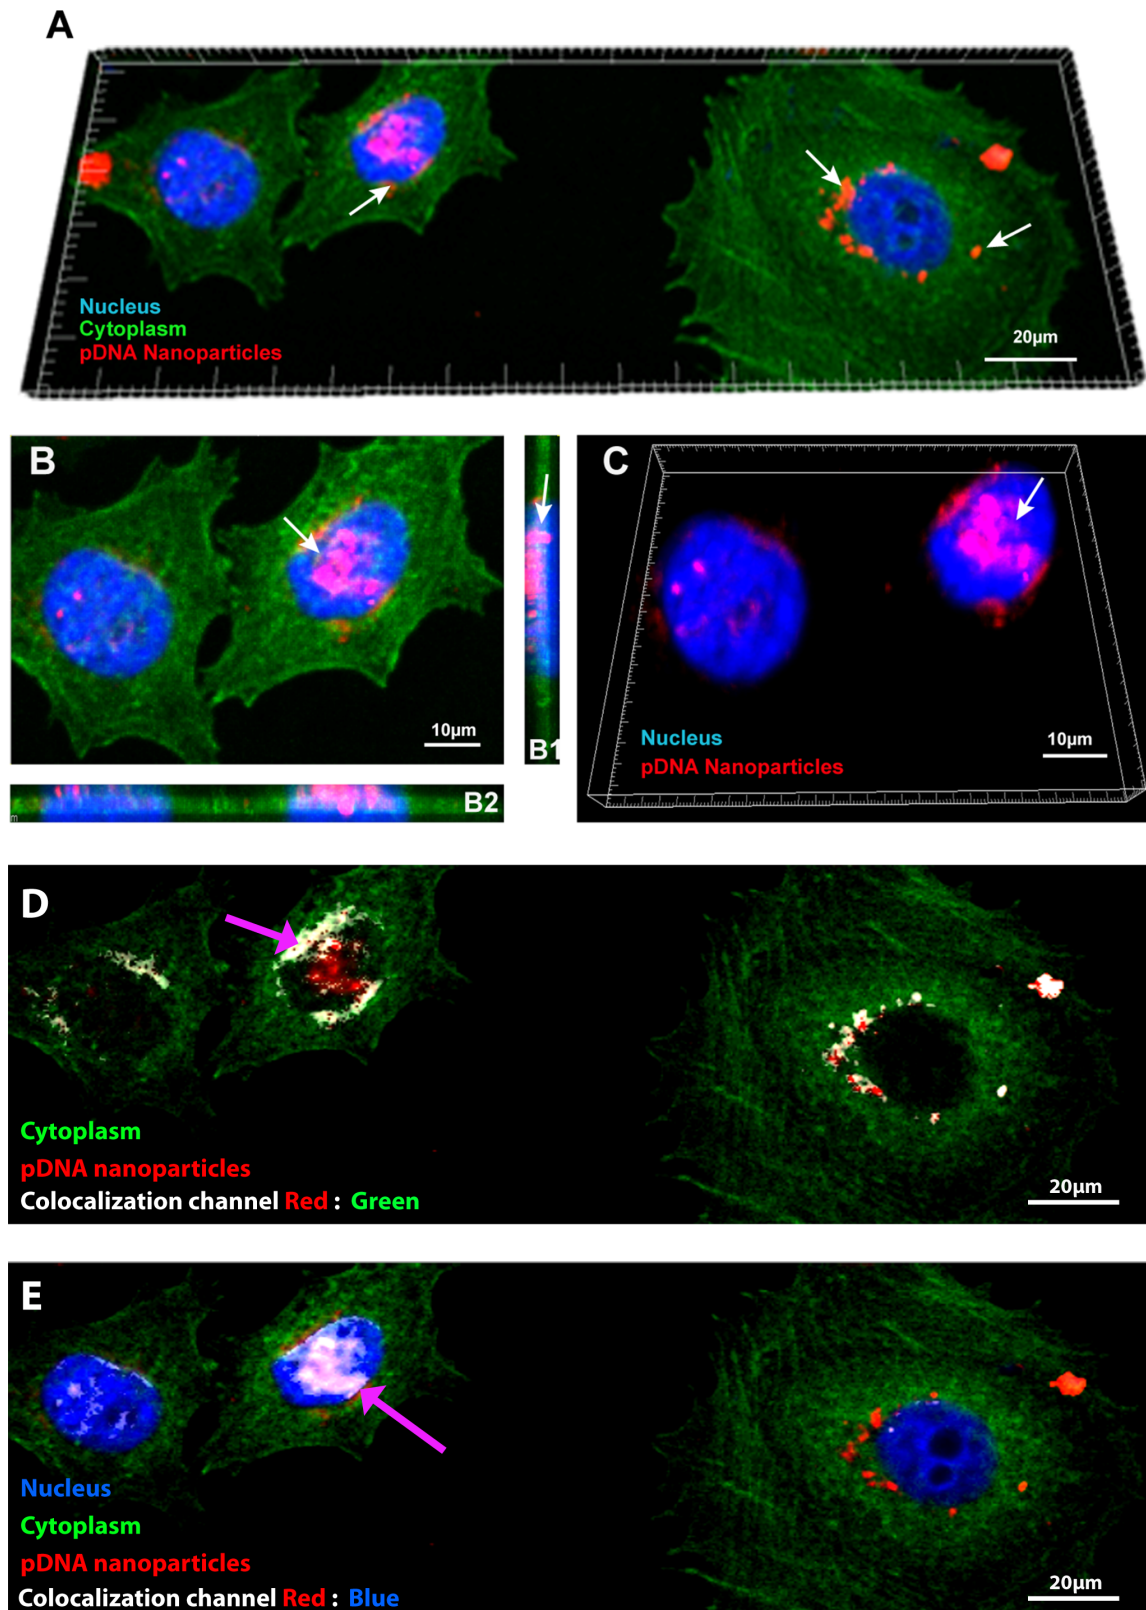 A
Nucleus
Cytoplasm
pDNA Nanoparticles
20µm
B
10µm
B1
B2
C
Nucleus
pDNA Nanoparticles
10µm
D
Cytoplasm
pDNA nanoparticles
Colocalization channel Red : Green
20µm
E
Nucleus
Cytoplasm
pDNA nanoparticles
Colocalization channel Red : Blue
20µm